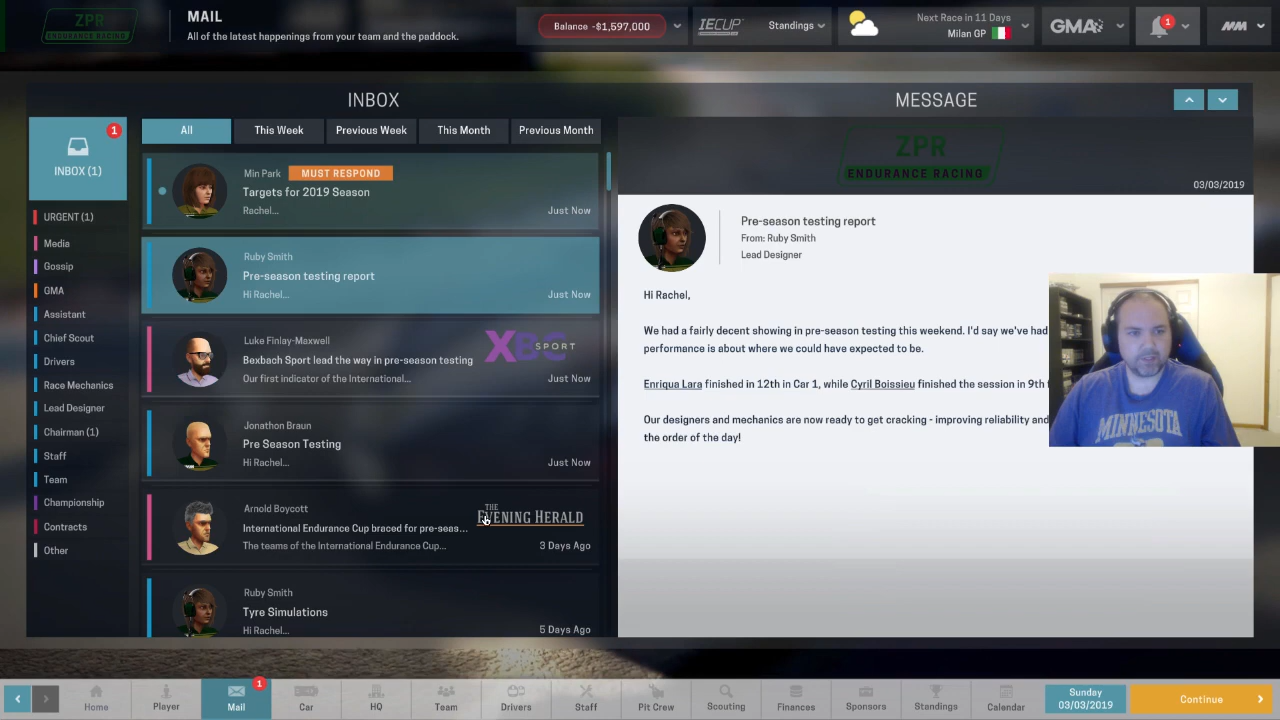 ZPR
ENDURANCE RACING
MAIL
All of the latest happenings from your team and the paddock.
Balance -$1,597,000
IECUP
Standings
Next Race in 11 Days
Milan GP
GMA
1
INBOX
MESSAGE
1
INBOX (1)
URGENT (1)
Media
Gossip
GMA
Assistant
Chief Scout
Drivers
Race Mechanics
Lead Designer
Chairman (1)
Staff
Team
Championship
Contracts
Other
All
This Week
Previous Week
This Month
Previous Month
Min Park
MUST RESPOND
Targets for 2019 Season
Rachel...
Just Now
Ruby Smith
Pre-season testing report
Hi Rachel...
Just Now
Luke Finlay-Maxwell
Bexbach Sport lead the way in pre-season testing
Our first indicator of the International...
XBC SPORT
Just Now
Jonathon Braun
Pre Season Testing
Hi Rachel...
Just Now
Arnold Boycott
International Endurance Cup braced for pre-seas...
The teams of the International Endurance Cup...
THE EVENING HERALD
3 Days Ago
Ruby Smith
Tyre Simulations
Hi Rachel...
5 Days Ago
ZPR
ENDURANCE RACING
03/03/2019
Pre-season testing report
From: Ruby Smith
Lead Designer
Hi Rachel,
We had a fairly decent showing in pre-season testing this weekend. I'd say we've had
performance is about where we could have expected to be.
Enriqua Lara finished in 12th in Car 1, while Cyril Boissieu finished the session in 9th
Our designers and mechanics are now ready to get cracking - improving reliability and
the order of the day!
MINNESOTA
Home
Player
Mail
1
Car
HQ
Team
Drivers
Staff
Pit Crew
Scouting
Finances
Sponsors
Standings
Calendar
Sunday
03/03/2019
Continue